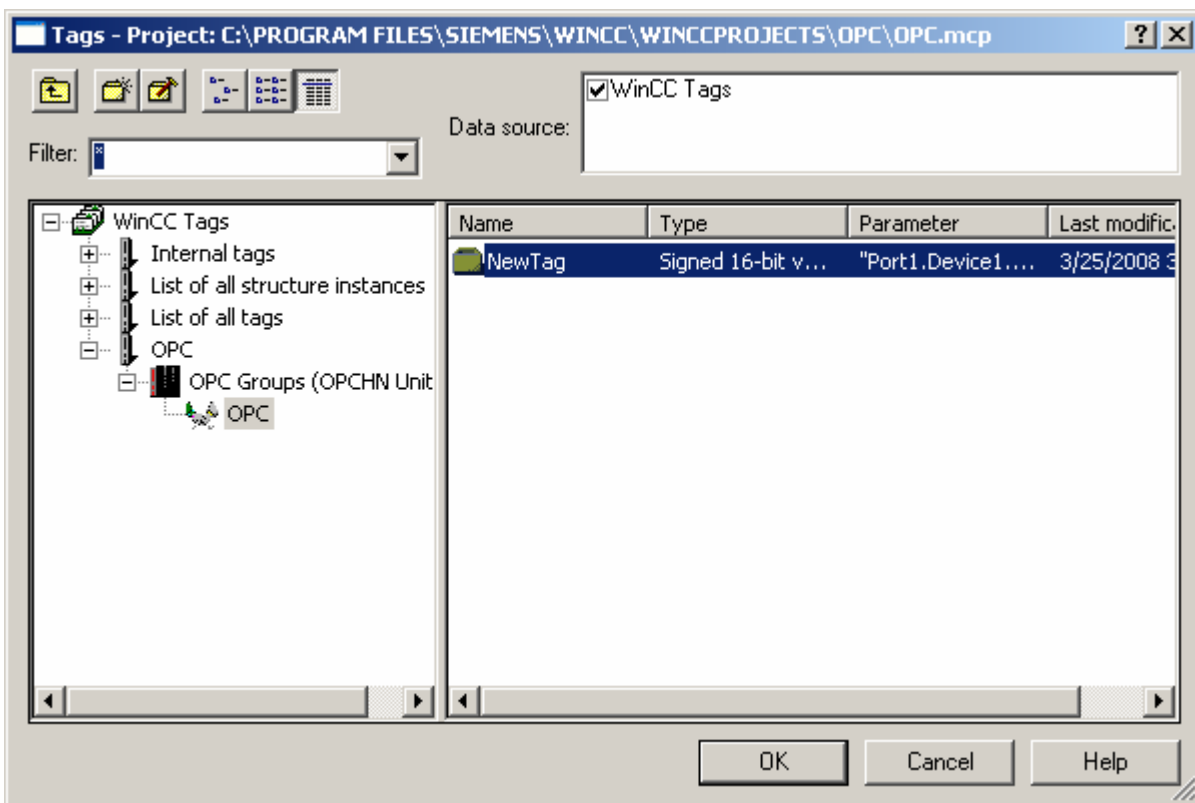 Tags - Project: C:\PROGRAM FILES\SIEMENS\WINCC\WINCCPROJECTS\OPC\OPC.mcp
Filter: *
Data source:
WinCC Tags
WinCC Tags
Internal tags
List of all structure instances
List of all tags
OPC
OPC Groups (OPCHN Unit
OPC
Name Type Parameter Last modific
NewTag Signed 16-bit v... "Port1.Device1.... 3/25/2008 3
OK Cancel Help